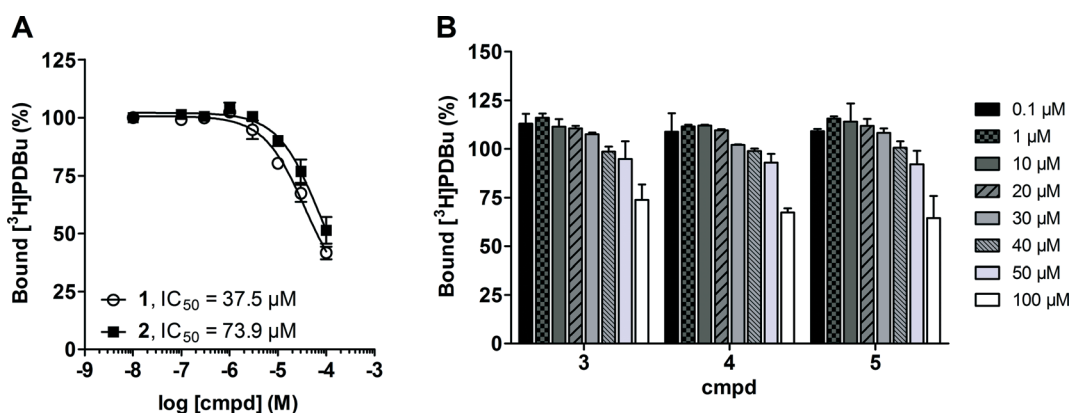 A
Bound [³H]PDBu (%)
125
100
75
50
25
0
-9 -8 -7 -6 -5 -4 -3
log [cmpd] (M)
1, IC₅₀ = 37.5 µM
2, IC₅₀ = 73.9 µM
B
Bound [³H]PDBu (%)
150
125
100
75
50
25
0
3 4 5
cmpd
0.1 µM
1 µM
10 µM
20 µM
30 µM
40 µM
50 µM
100 µM